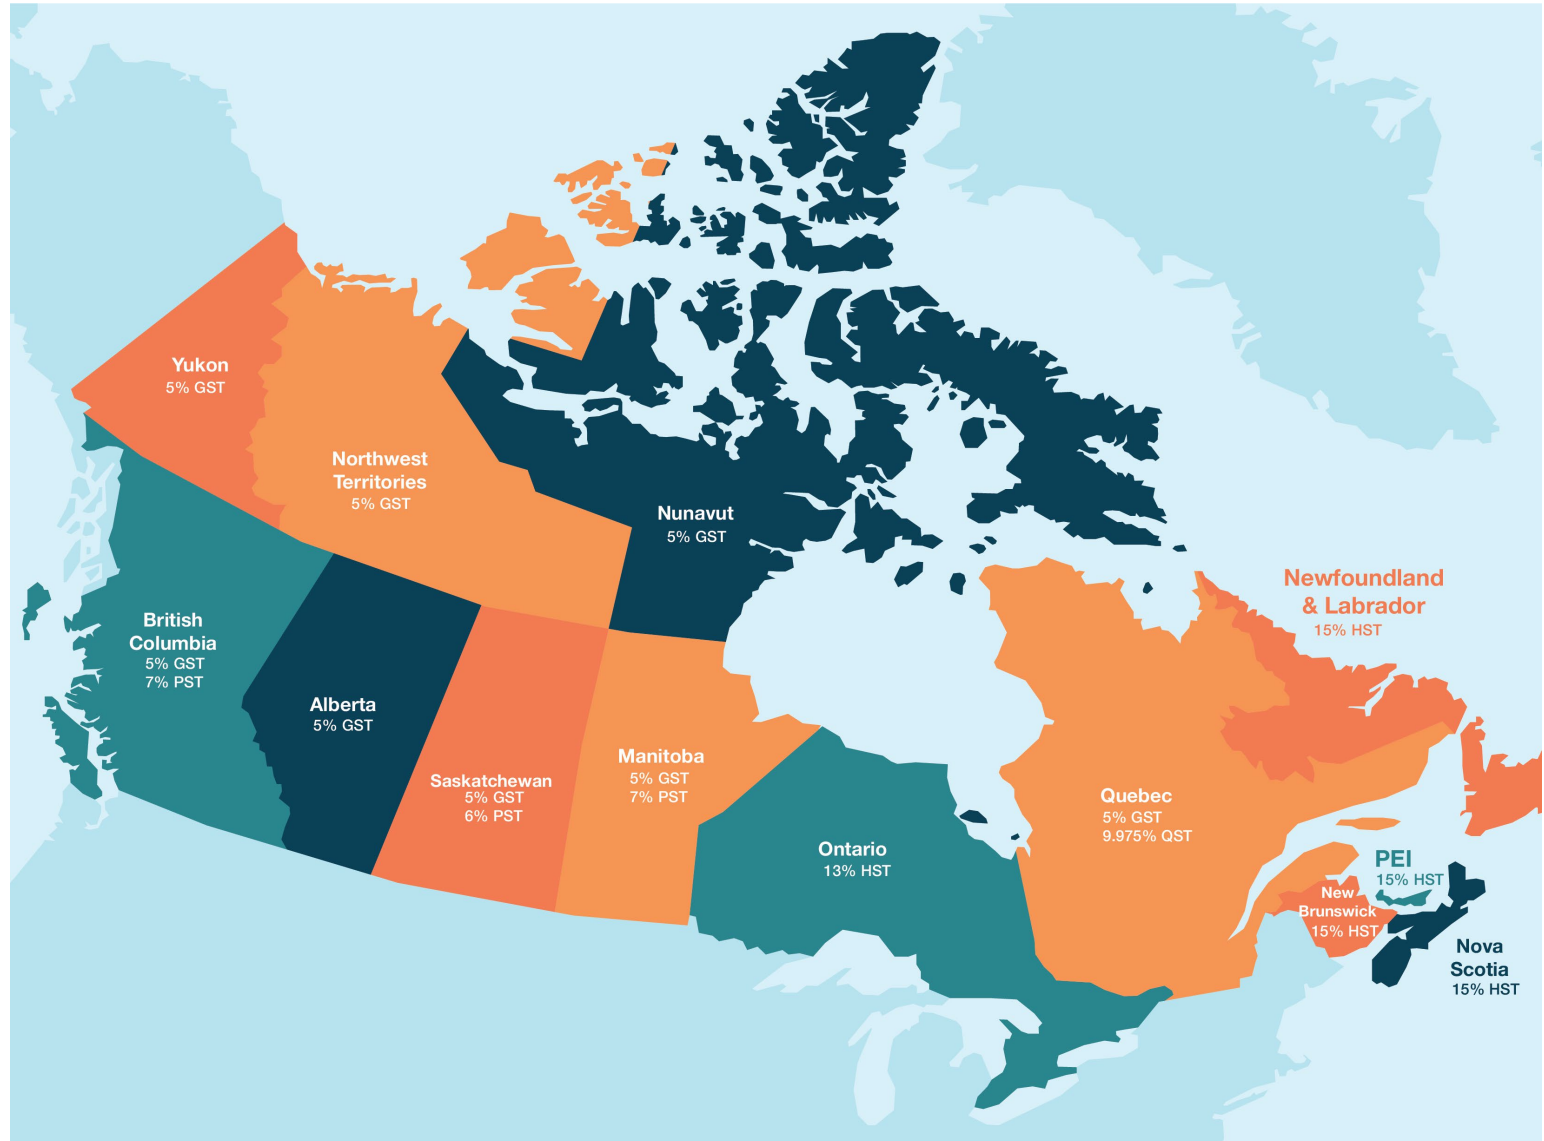 Yukon
5% GST
Northwest
Territories
5% GST
Nunavut
5% GST
British
Columbia
5% GST
7% PST
Alberta
5% GST
Saskatchewan
5% GST
6% PST
Manitoba
5% GST
7% PST
Ontario
13% HST
Quebec
5% GST
9.975% QST
Newfoundland
& Labrador
15% HST
PEI
15% HST
New
Brunswick
15% HST
Nova
Scotia
15% HST